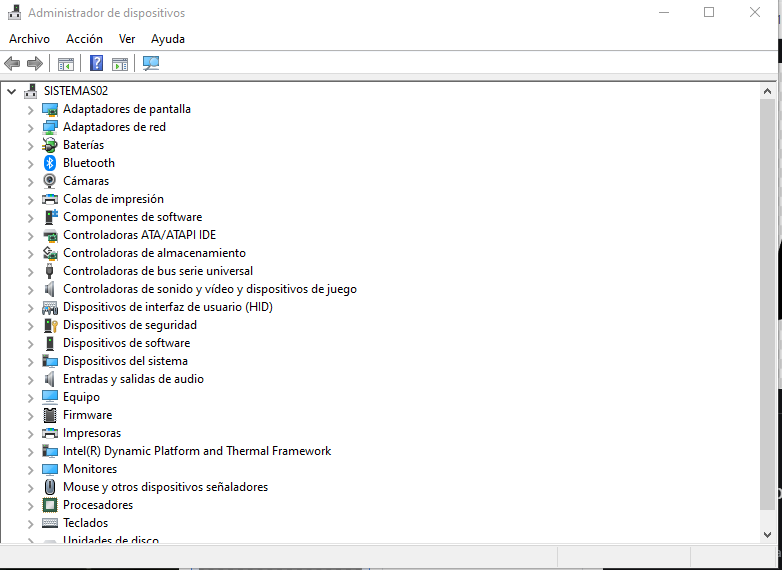 Administrador de dispositivos
Archivo Acción Ver Ayuda
SISTEMAS02
Adaptadores de pantalla
Adaptadores de red
Baterías
Bluetooth
Cámaras
Colas de impresión
Componentes de software
Controladoras ATA/ATAPI IDE
Controladoras de almacenamiento
Controladoras de bus serie universal
Controladoras de sonido y vídeo y dispositivos de juego
Dispositivos de interfaz de usuario (HID)
Dispositivos de seguridad
Dispositivos de software
Dispositivos del sistema
Entradas y salidas de audio
Equipo
Firmware
Impresoras
Intel(R) Dynamic Platform and Thermal Framework
Monitores
Mouse y otros dispositivos señaladores
Procesadores
Teclados
Unidades de disco